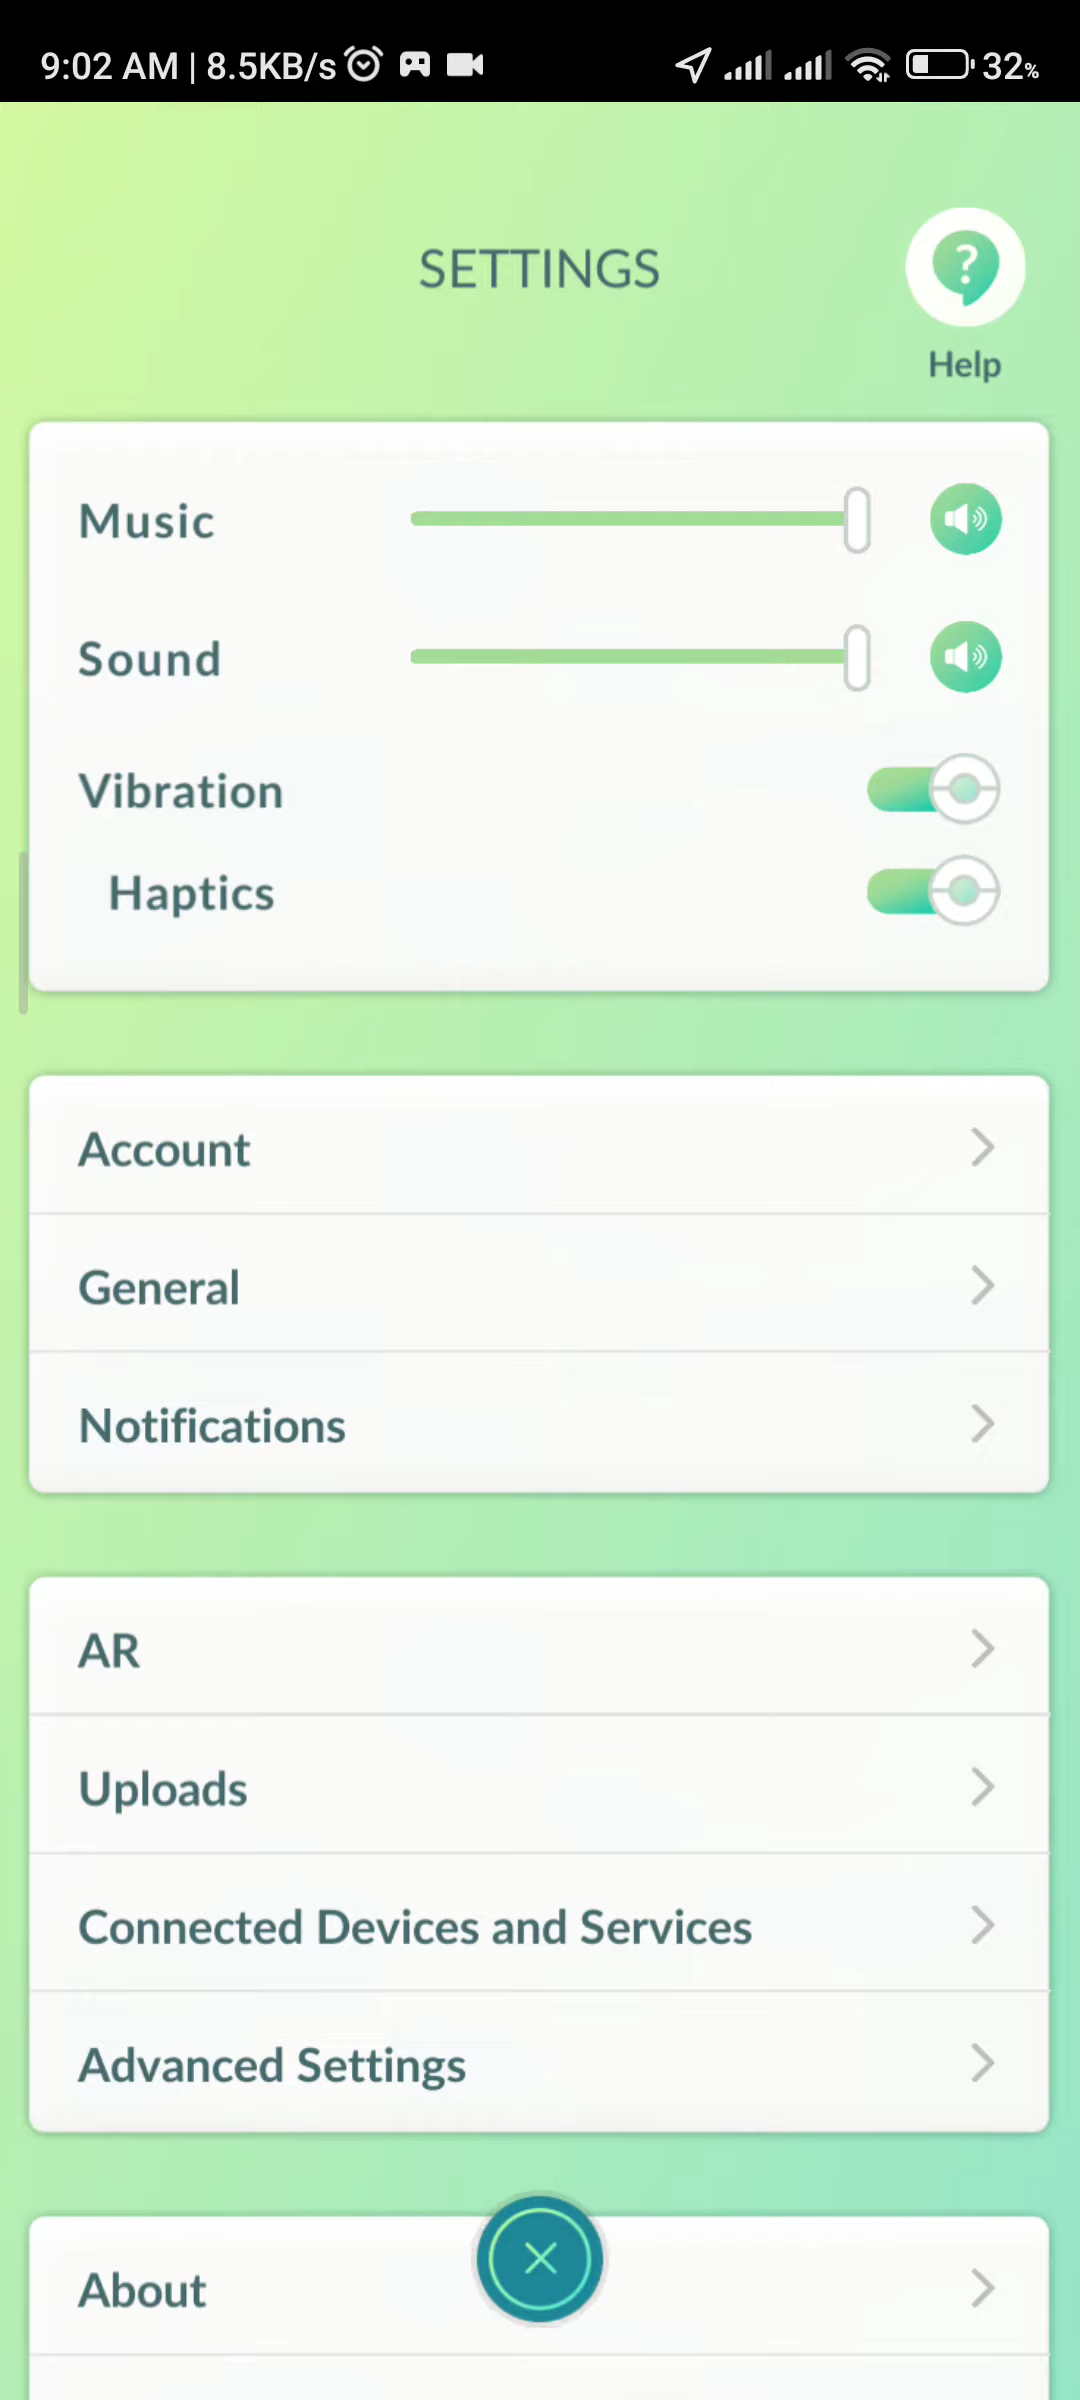 9:02 AM | 8.5KB/s 32%
SETTINGS
?
Help
Music
Sound
Vibration
Haptics
Account
General
Notifications
AR
Uploads
Connected Devices and Services
Advanced Settings
About